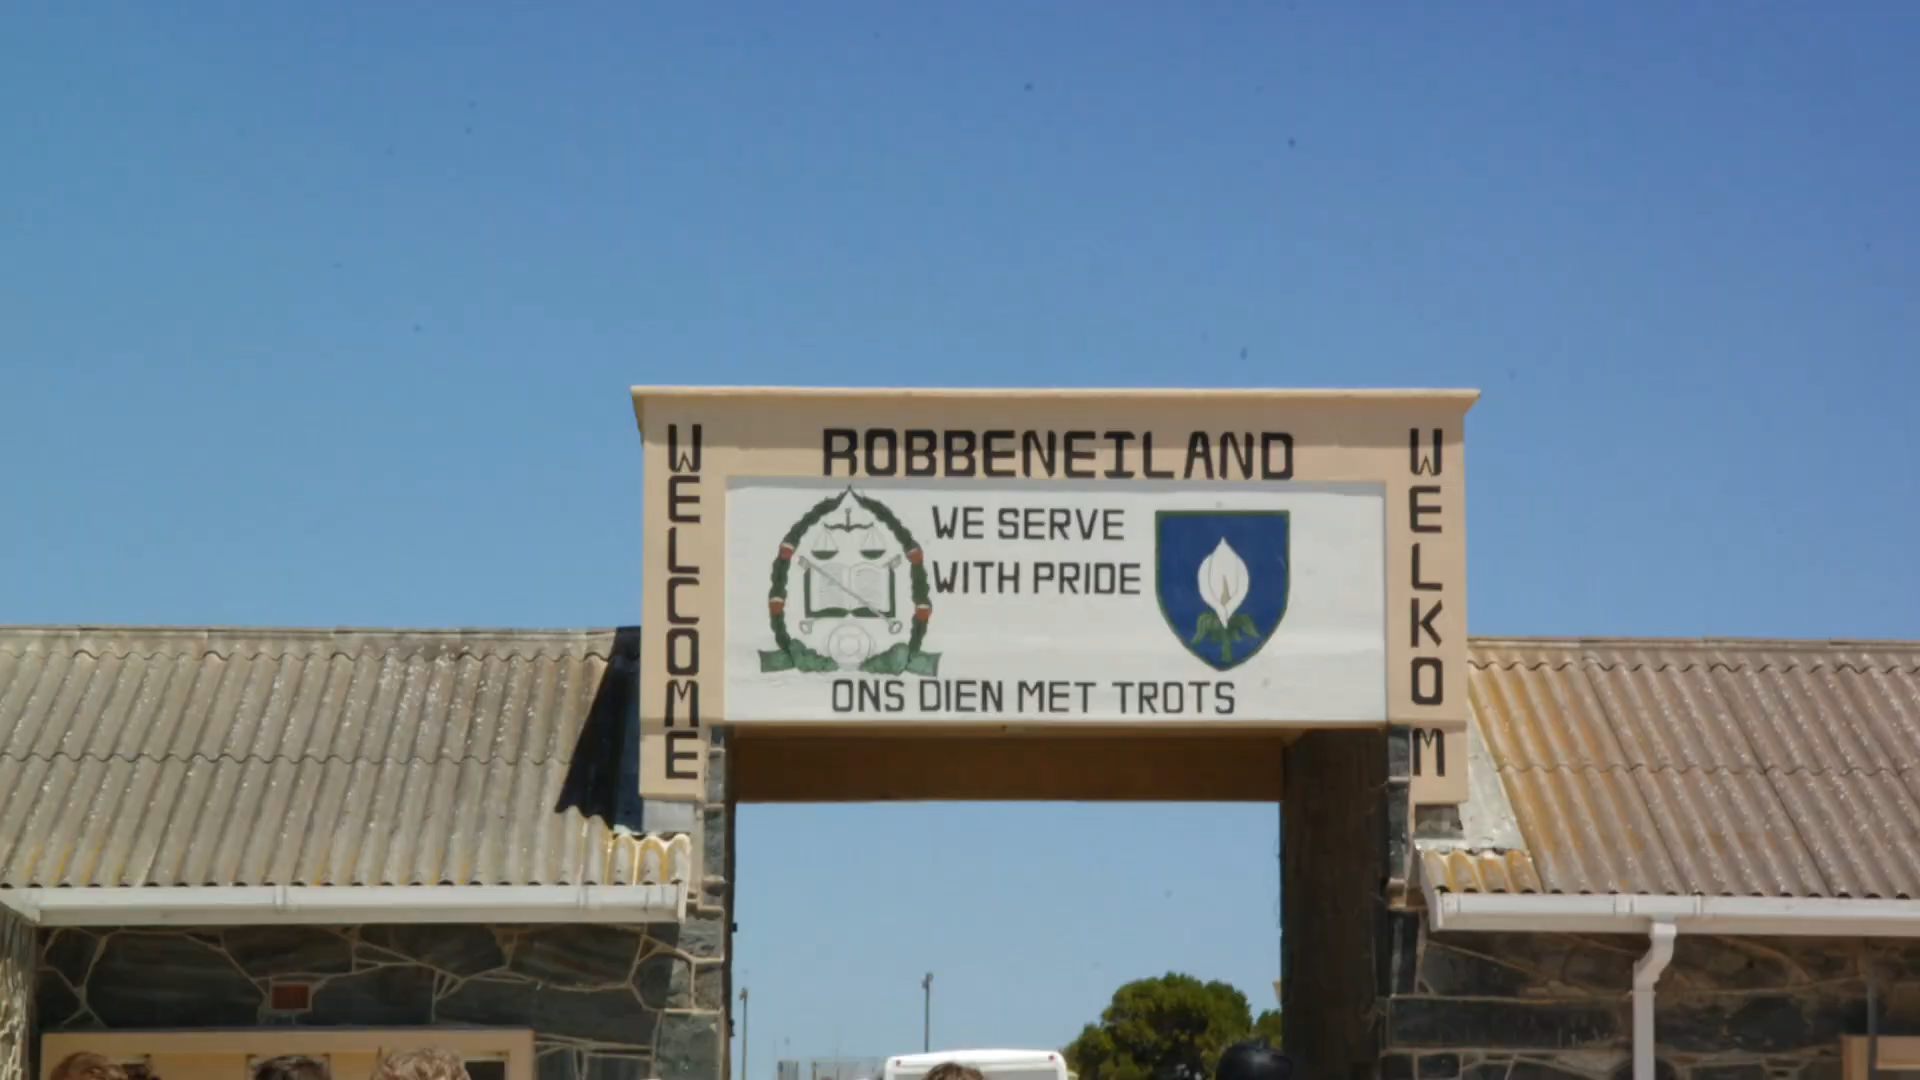 ROBBENEILAND
WELCOME
WE SERVE
WITH PRIDE
ONS DIEN MET TROTS
WELKOM